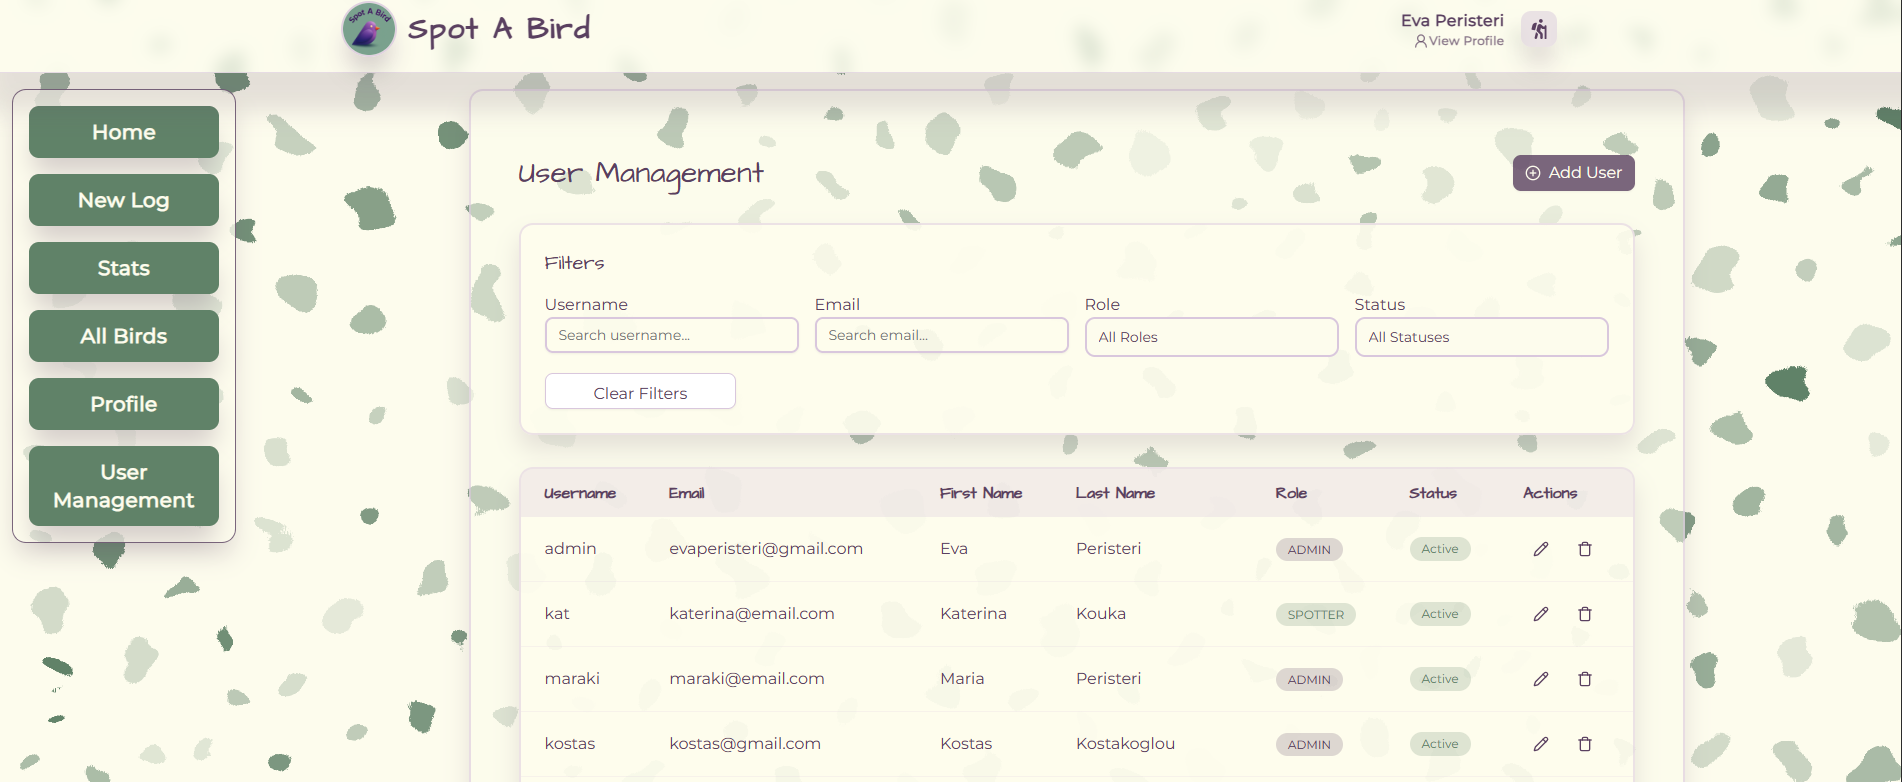 Spot A Bird
Spot A Bird
Eva Peristeri
View Profile
Home
New Log
Stats
All Birds
Profile
User
Management
User Management
Add User
Filters
Username Email Role Status
Search username... Search email... All Roles All Statuses
Clear Filters
Username Email First Name Last Name Role Status Actions
admin evaperisteri@gmail.com Eva Peristeri ADMIN Active
kat katerina@email.com Katerina Kouka SPOTTER Active
maraki maraki@email.com Maria Peristeri ADMIN Active
kostas kostas@gmail.com Kostas Kostakoglou ADMIN Active